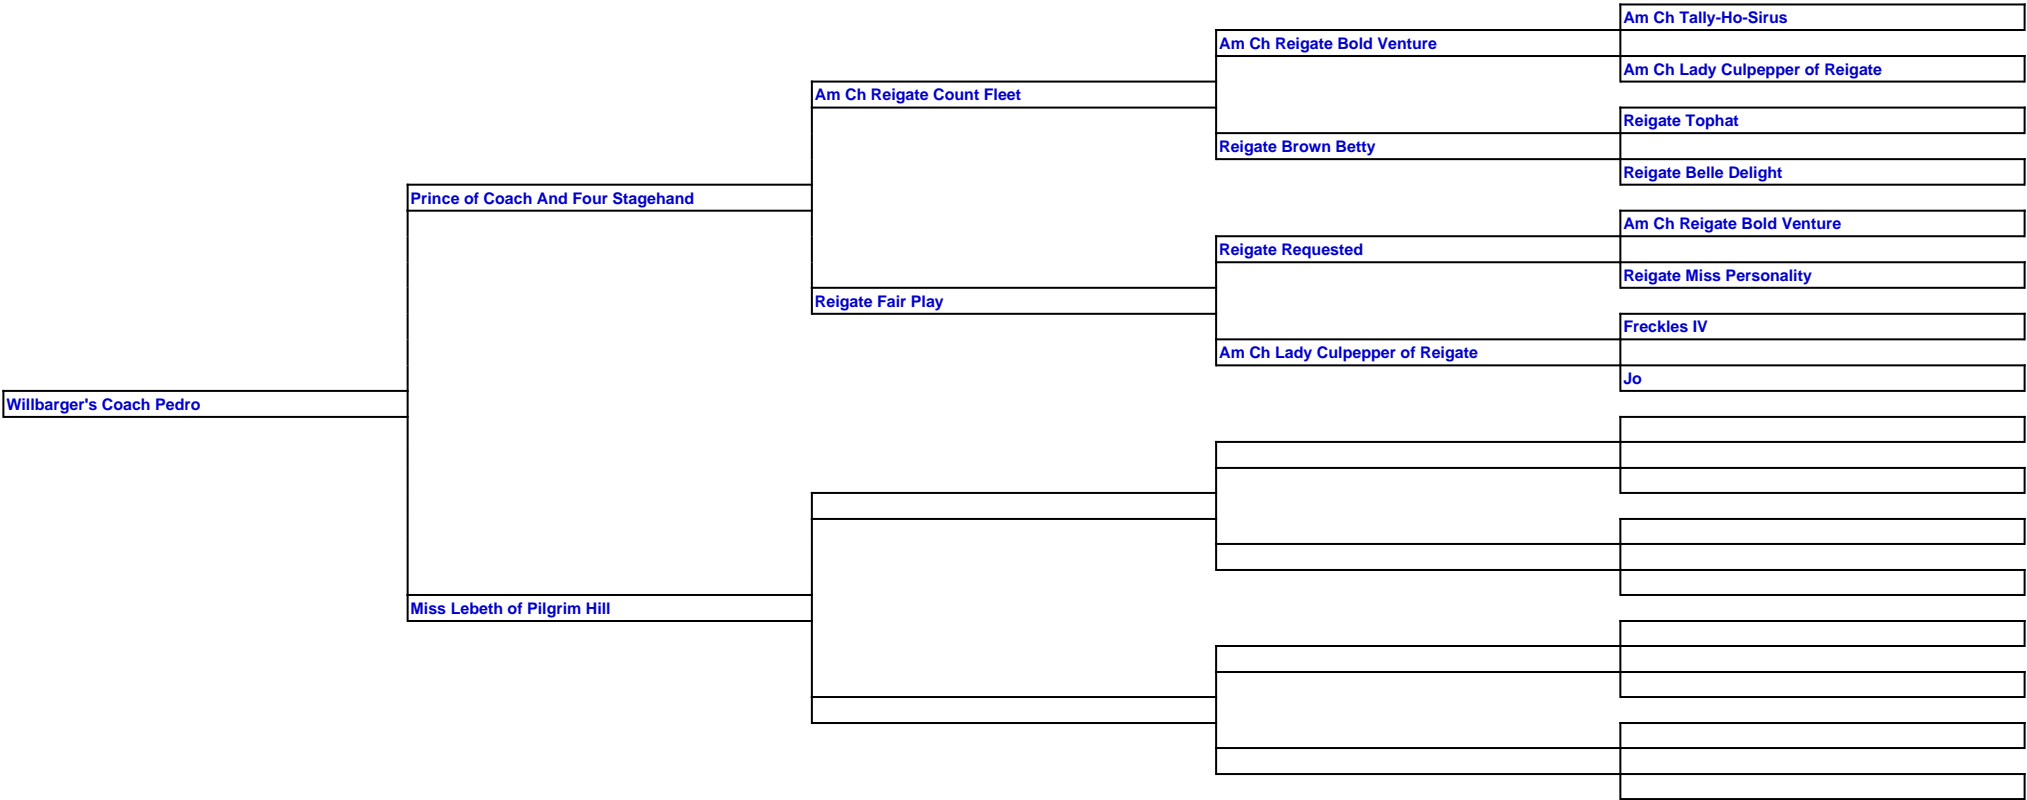 Am Ch Tally-Ho-Sirus
Am Ch Reigate Bold Venture
Am Ch Lady Culpepper of Reigate
Am Ch Reigate Count Fleet
Reigate Tophat
Reigate Brown Betty
Reigate Belle Delight
Prince of Coach And Four Stagehand
Am Ch Reigate Bold Venture
Reigate Requested
Reigate Miss Personality
Reigate Fair Play
Freckles IV
Am Ch Lady Culpepper of Reigate
Jo
Willbarger's Coach Pedro
Miss Lebeth of Pilgrim Hill